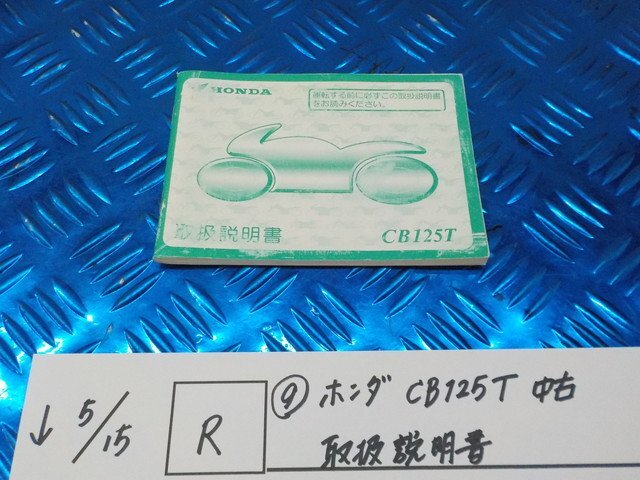 HONDA
運転する前に必ずこの取扱説明書
をお読みください。
取扱説明書
CB125T
↓ 5/15 R ⑨ ホンダ CB125T 中古
取扱説明書